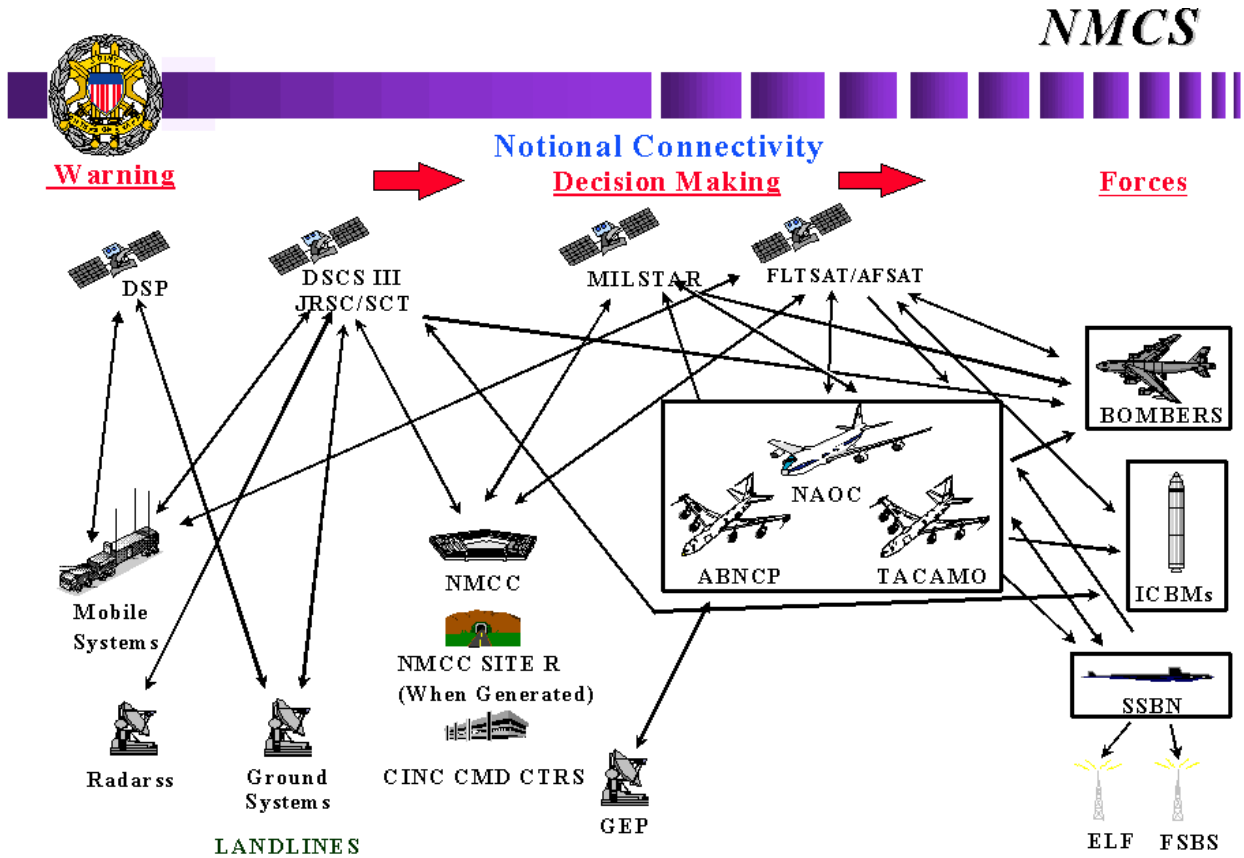 NMCS
Notional Connectivity
Warning
Decision Making
Forces
DSP
DSCS III
JRSC/SCT
MILSTAR
FLTSAT/AFSAT
BOMBERS
NAOC
ABNCP
TACAMO
ICBMs
NMCC
Mobile
Systems
NMCC SITE R
(When Generated)
SSBN
Radarss
Ground
Systems
CINC CMD CTRS
GEP
ELF
FSBS
LANDLINES